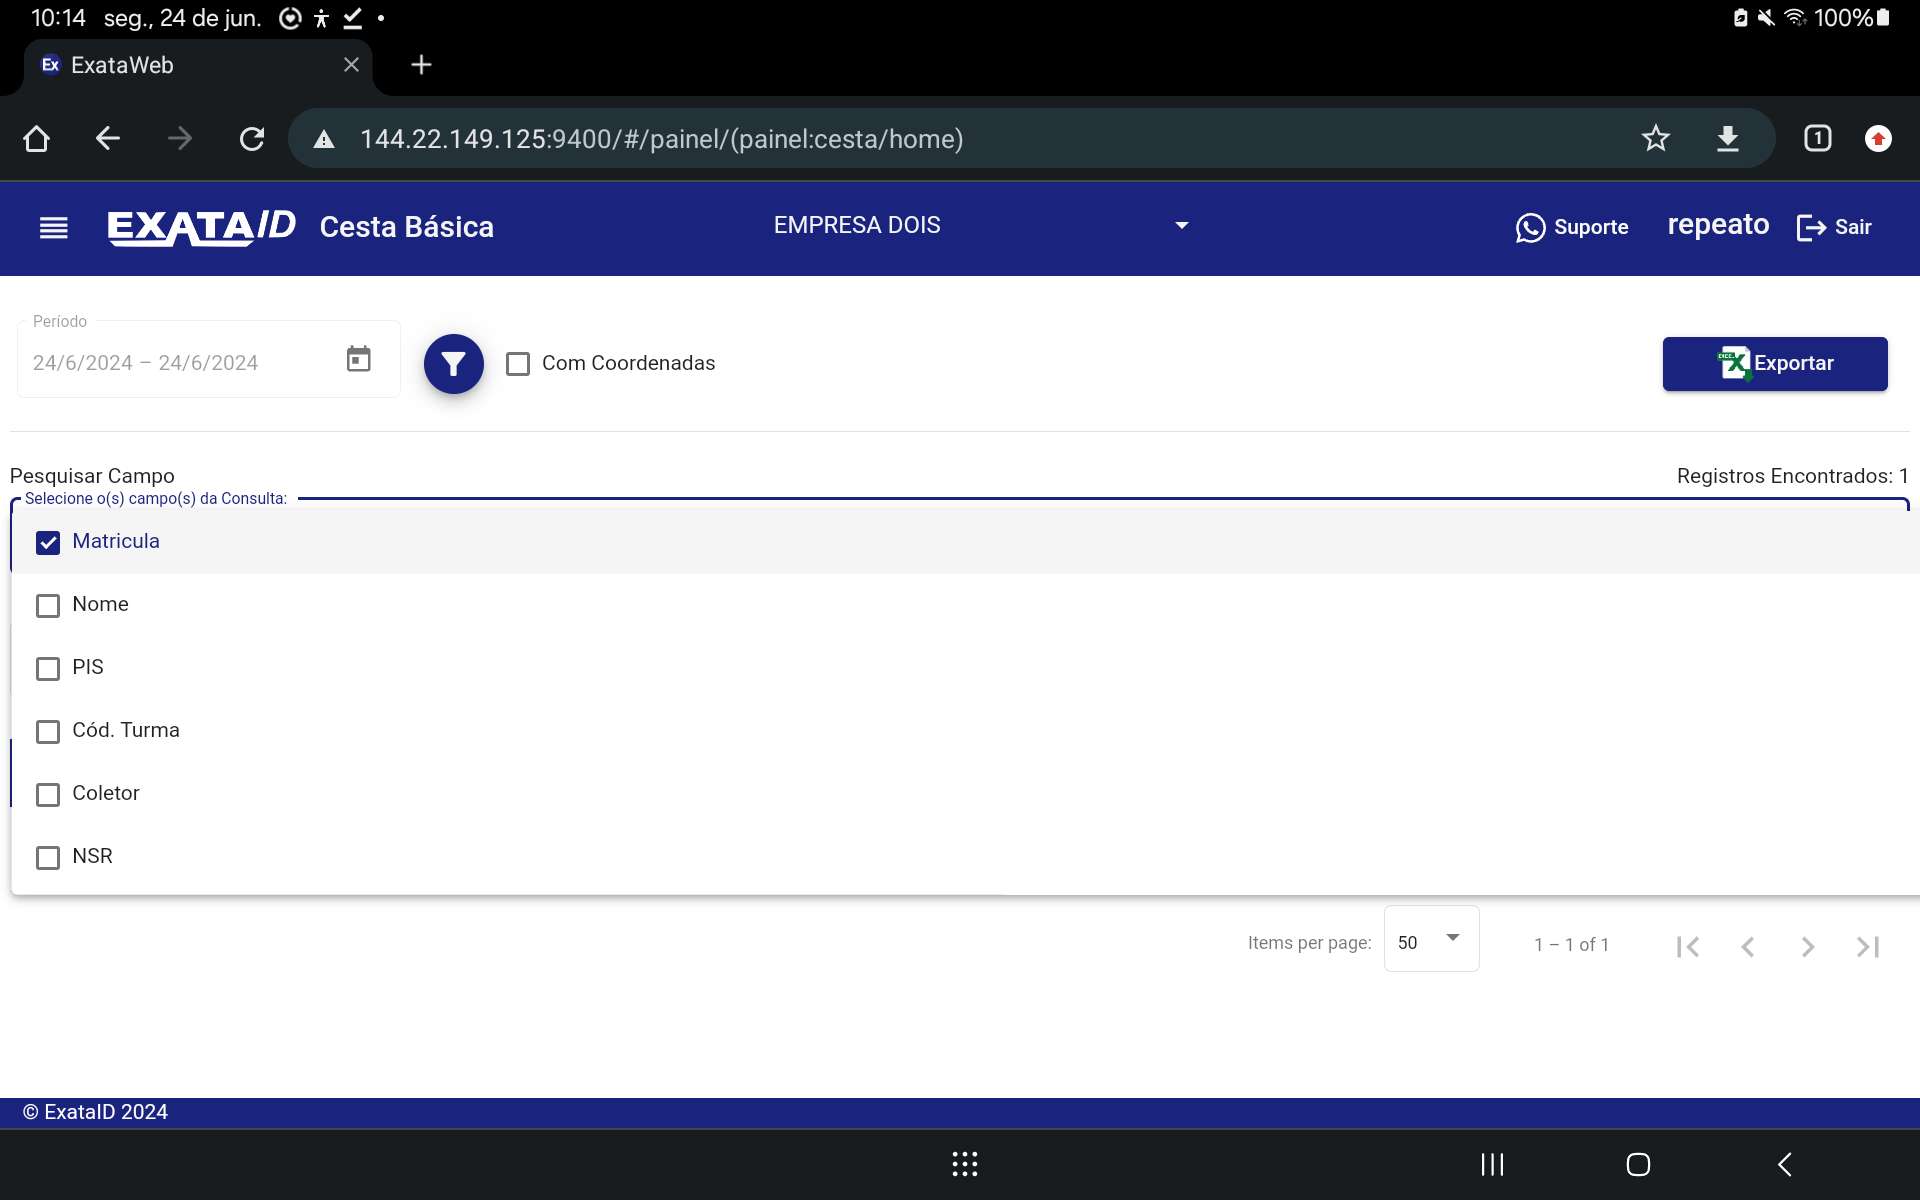 10:14 seg., 24 de jun. 100%
Ex ExataWeb
144.22.149.125:9400/#/painel/(painel:cesta/home) 1
EXATAID Cesta Básica EMPRESA DOIS Suporte repeato Sair
Período
24/6/2024 – 24/6/2024 Com Coordenadas Exportar
Pesquisar Campo Registros Encontrados: 1
Selecione o(s) campo(s) da Consulta:
Matricula
Nome
PIS
Cód. Turma
Coletor
NSR
Items per page: 50 1 – 1 of 1
© ExataID 2024